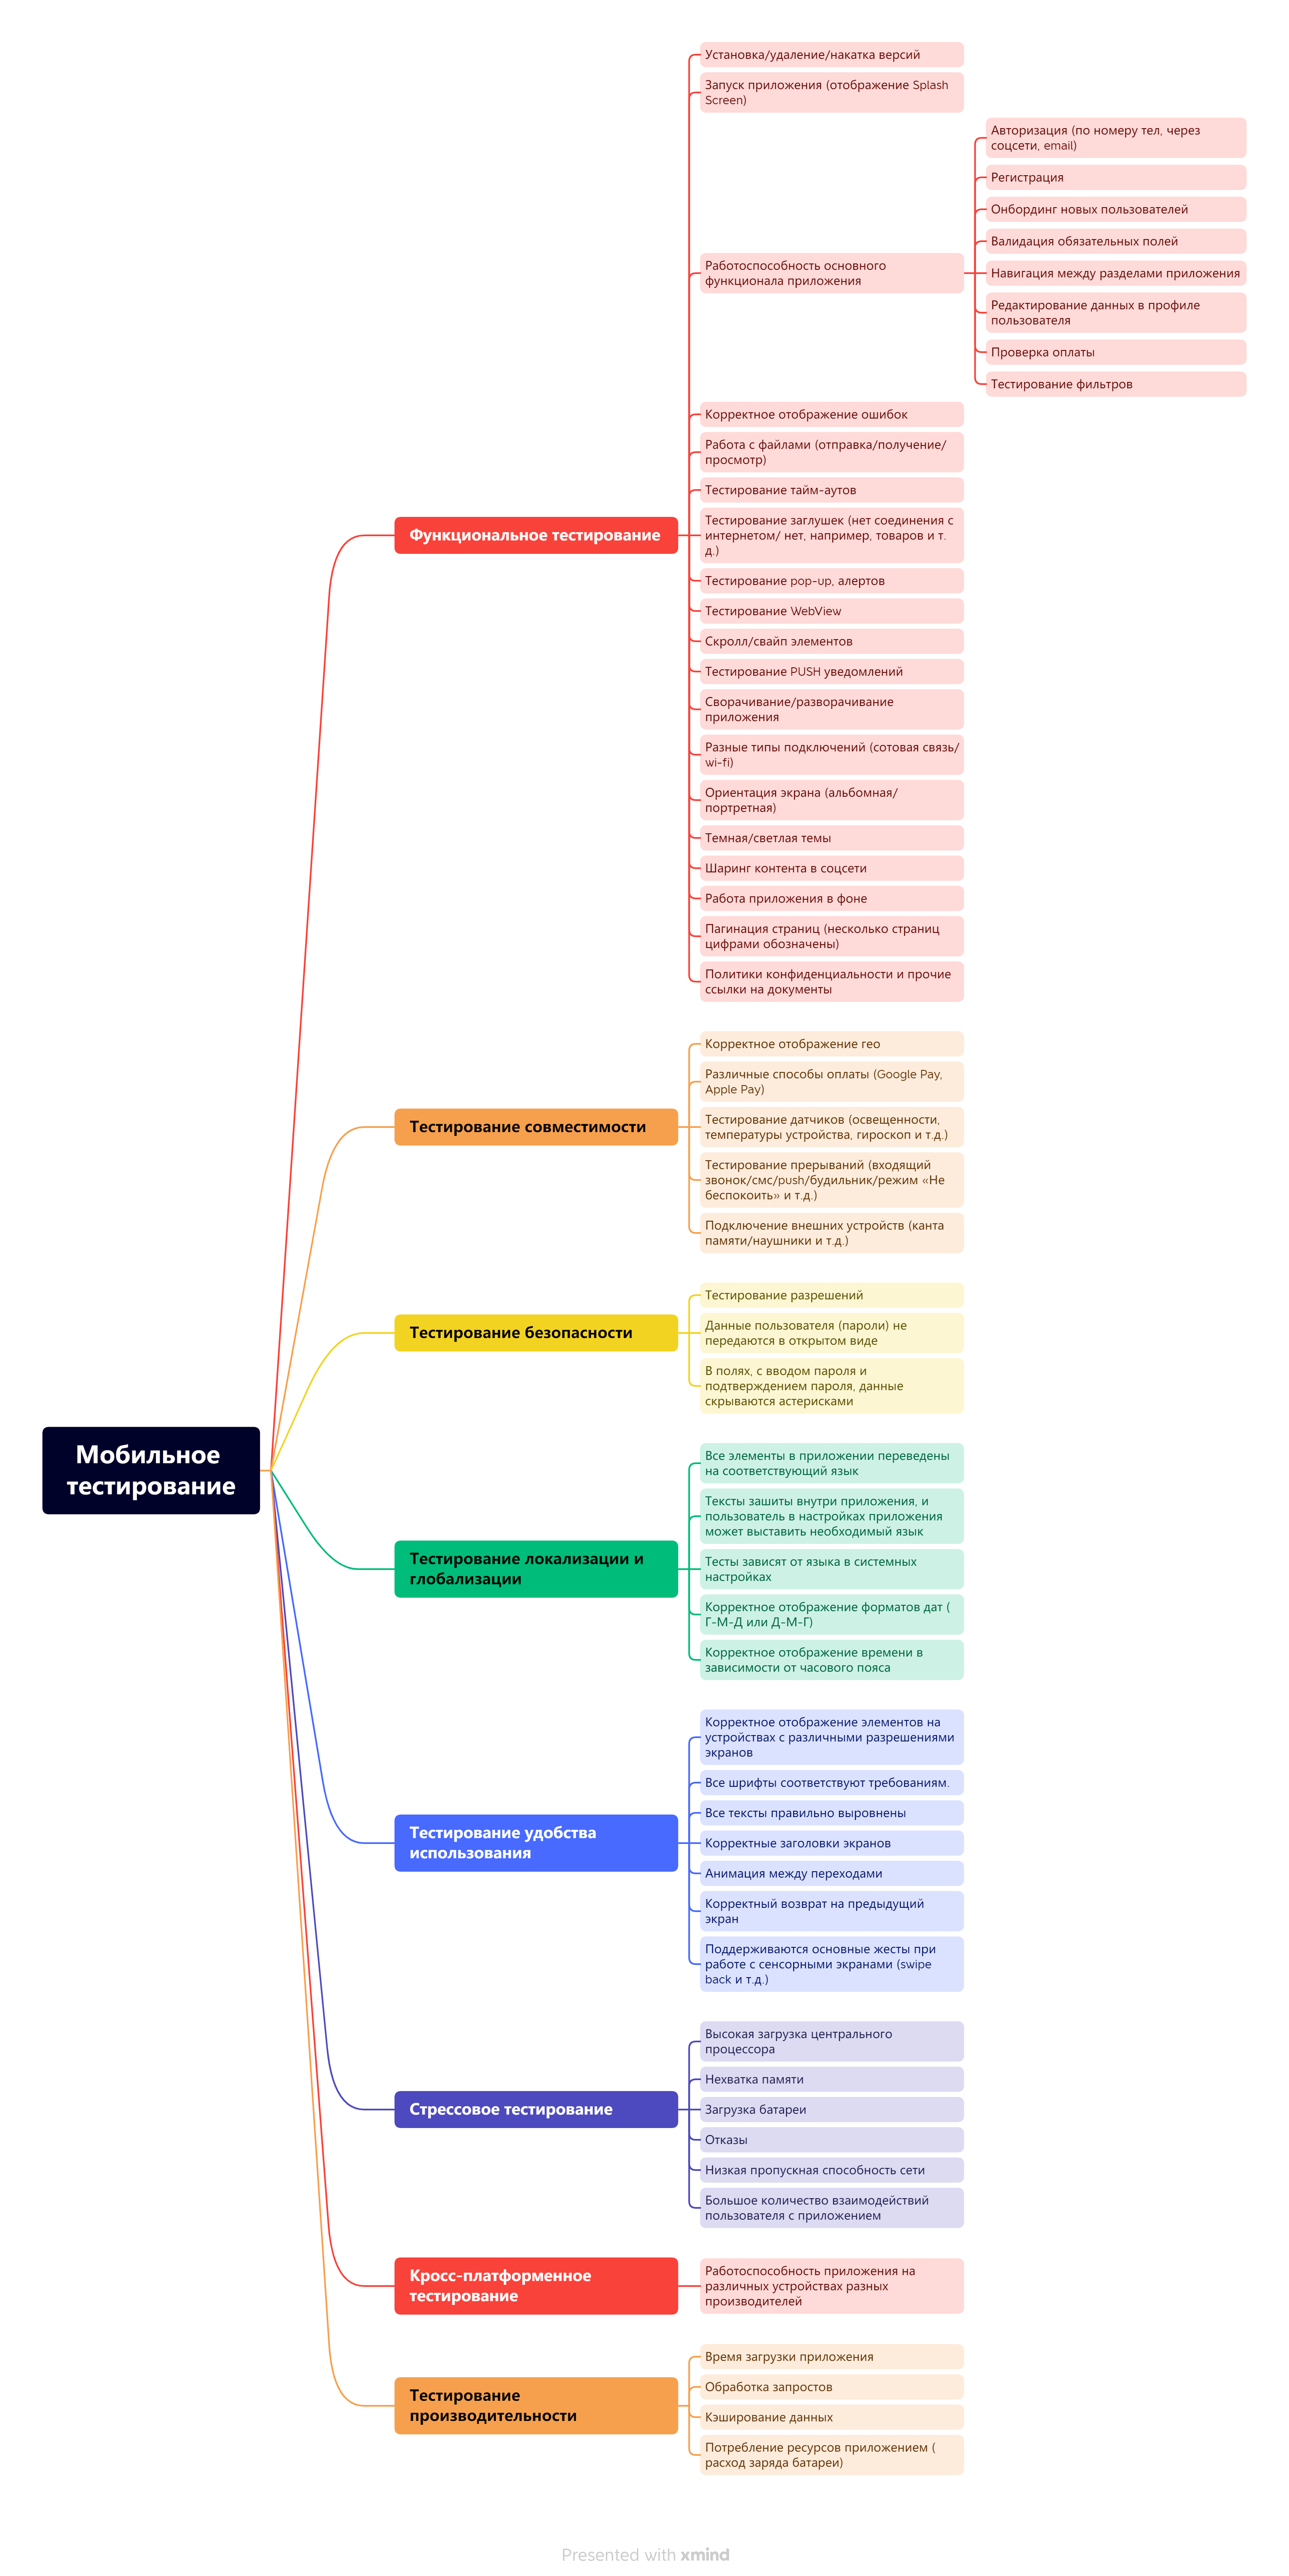 Установка/удаление/накатка версий
Запуск приложения (отображение Splash
Screen)
Авторизация (по номеру тел, через
соцсети, email)
Регистрация
Онбординг новых пользователей
Валидация обязательных полей
Работоспособность основного
функционала приложения
Навигация между разделами приложения
Редактирование данных в профиле
пользователя
Проверка оплаты
Тестирование фильтров
Корректное отображение ошибок
Работа с файлами (отправка/получение/
просмотр)
Тестирование тайм-аутов
Функциональное тестирование
Тестирование заглушек (нет соединения с
интернетом/ нет, например, товаров и т.
д.)
Тестирование pop-up, алертов
Тестирование WebView
Скролл/свайп элементов
Тестирование PUSH уведомлений
Сворачивание/разворачивание
приложения
Разные типы подключений (сотовая связь/
wi-fi)
Ориентация экрана (альбомная/
портретная)
Темная/светлая темы
Шаринг контента в соцсети
Работа приложения в фоне
Пагинация страниц (несколько страниц
цифрами обозначены)
Политики конфиденциальности и прочие
ссылки на документы
Корректное отображение гео
Различные способы оплаты (Google Pay,
Apple Pay)
Тестирование совместимости
Тестирование датчиков (освещенности,
температуры устройства, гироскоп и т.д.)
Тестирование прерываний (входящий
звонок/смс/push/будильник/режим «Не
беспокоить» и т.д.)
Подключение внешних устройств (канта
памяти/наушники и т.д.)
Тестирование безопасности
Тестирование разрешений
Данные пользователя (пароли) не
передаются в открытом виде
В полях, с вводом пароля и
подтверждением пароля, данные
скрываются астерисками
Мобильное
тестирование
Все элементы в приложении переведены
на соответствующий язык
Тексты зашиты внутри приложения, и
пользователь в настройках приложения
может выставить необходимый язык
Тестирование локализации и
глобализации
Тесты зависят от языка в системных
настройках
Корректное отображение форматов дат (
Г-М-Д или Д-М-Г)
Корректное отображение времени в
зависимости от часового пояса
Корректное отображение элементов на
устройствах с различными разрешениями
экранов
Все шрифты соответствуют требованиям.
Все тексты правильно выровнены
Тестирование удобства
использования
Корректные заголовки экранов
Анимация между переходами
Корректный возврат на предыдущий
экран
Поддерживаются основные жесты при
работе с сенсорными экранами (swipe
back и т.д.)
Высокая загрузка центрального
процессора
Нехватка памяти
Стрессовое тестирование
Загрузка батареи
Отказы
Низкая пропускная способность сети
Большое количество взаимодействий
пользователя с приложением
Кросс-платформенное
тестирование
Работоспособность приложения на
различных устройствах разных
производителей
Тестирование
производительности
Время загрузки приложения
Обработка запростов
Кэширование данных
Потребление ресурсов приложением (
расход заряда батареи)
Presented with xmind